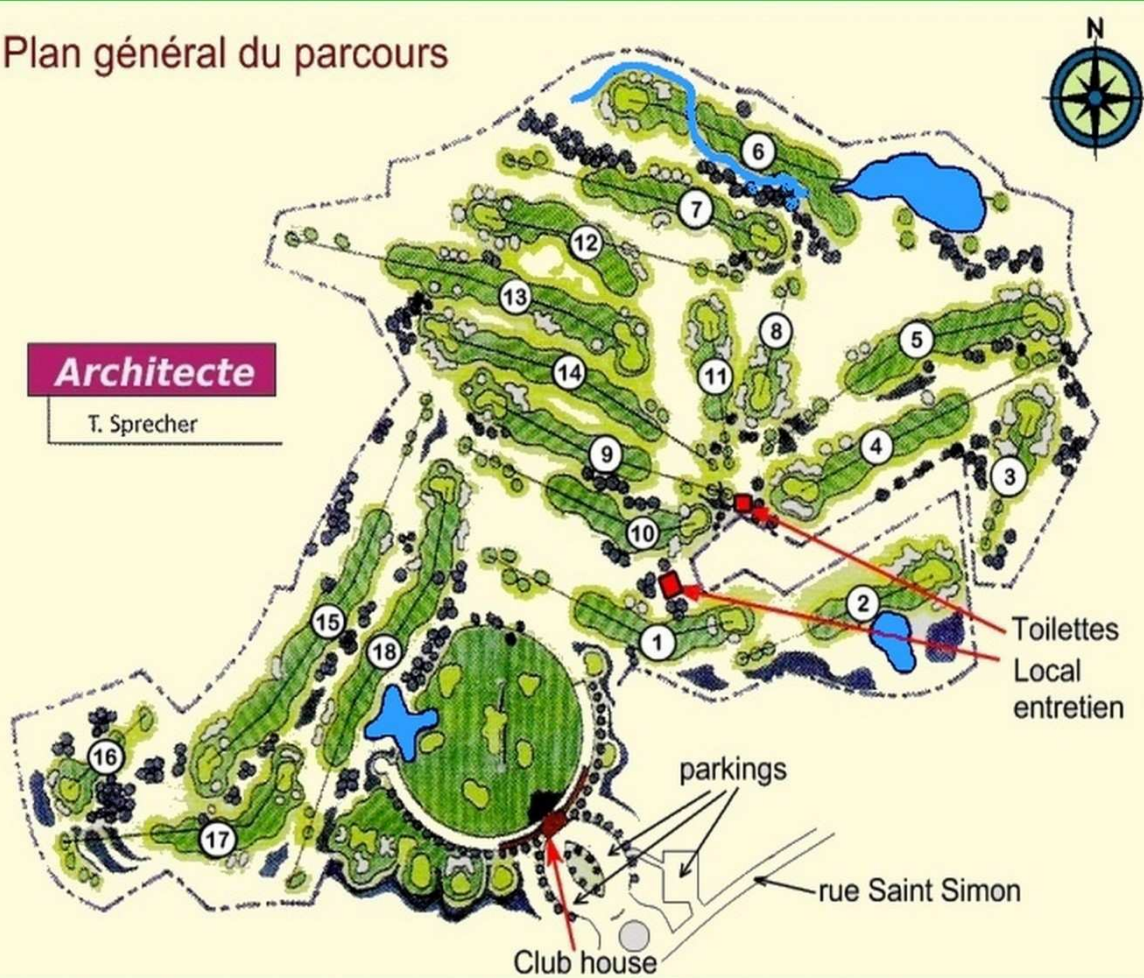 Plan général du parcours
N
6
7
12
13
8
5
14
11
9
4
3
10
2
1
15
18
16
17
Architecte
T. Sprecher
Toilettes
Local
entretien
parkings
rue Saint Simon
Club house